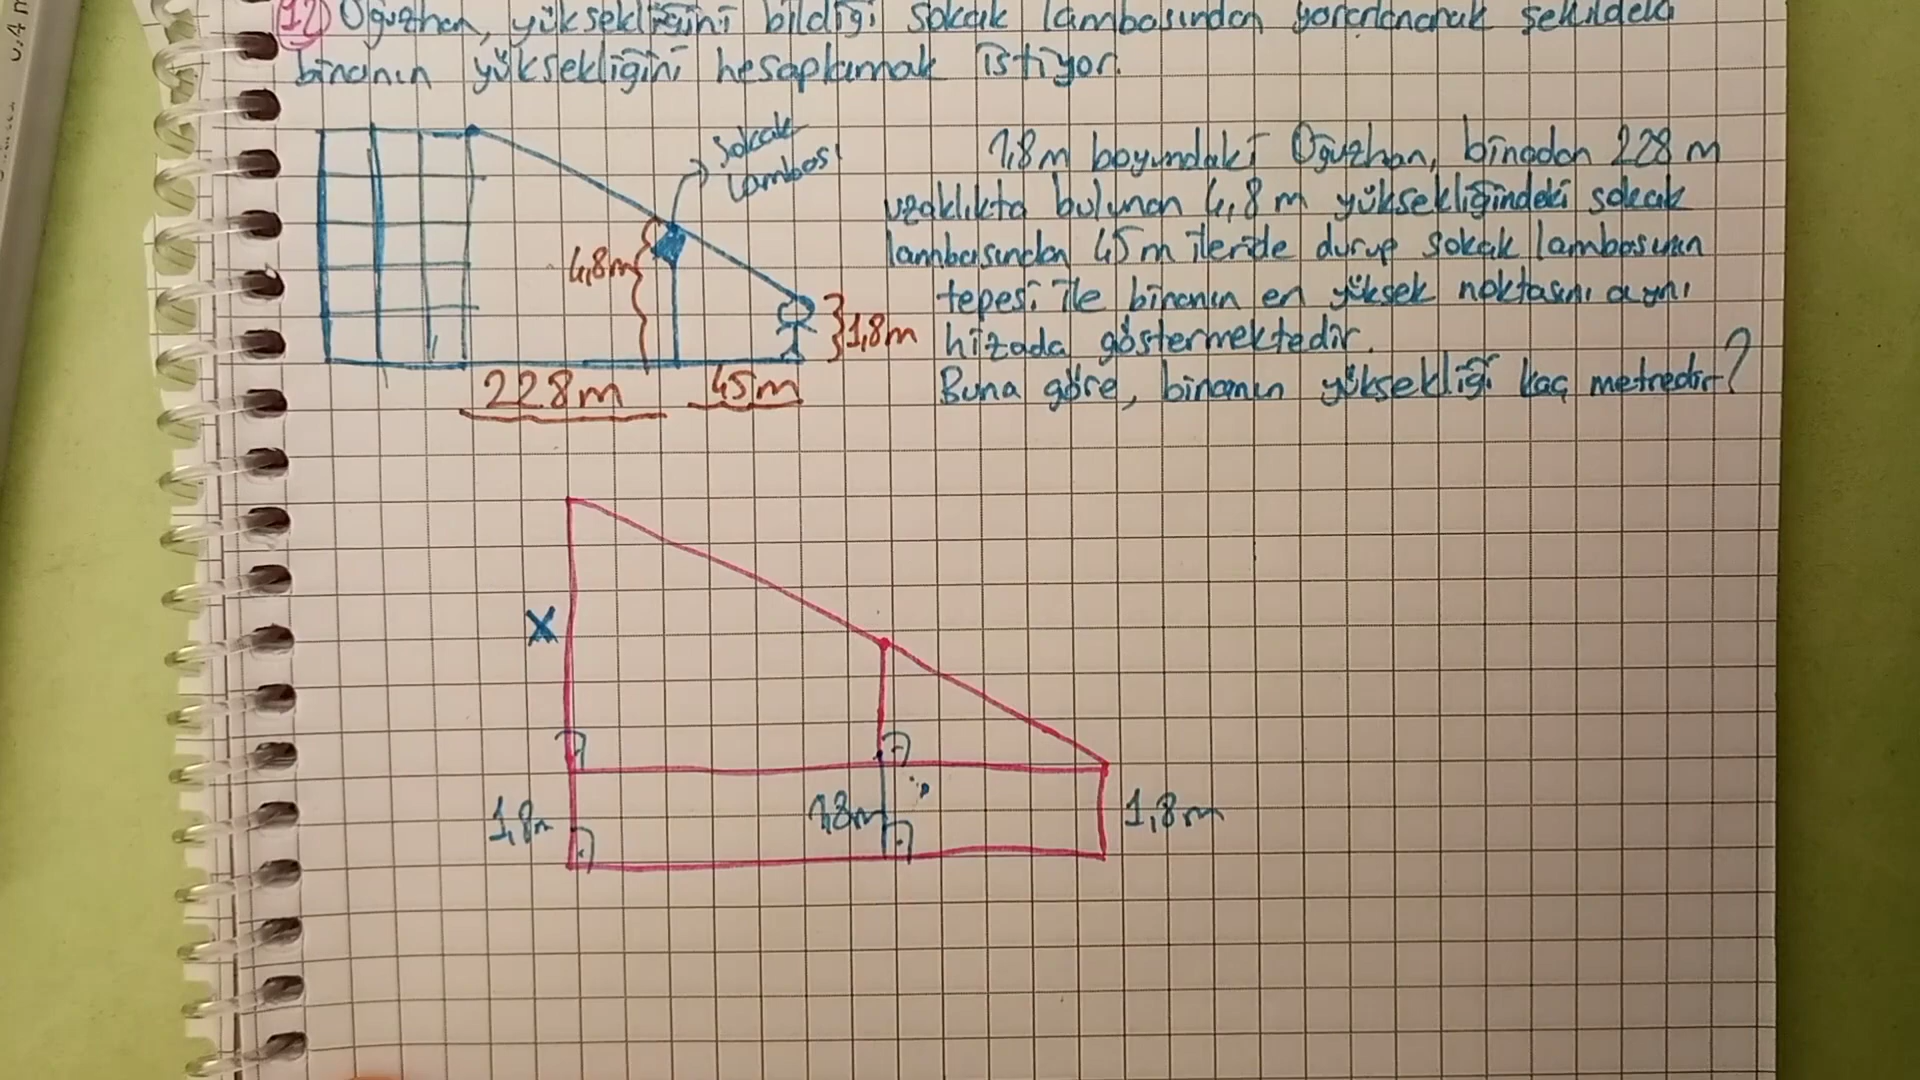 12) Oğuzhan, yüksekliğini bildiği sokak lambasından yararlanarak şekildeki
binanın yüksekliğini hesaplamak istiyor.
sokak
lambası
4,8m
1,8m
228m
45m
1,8 m boyundaki Oğuzhan, binadan 228 m
uzaklıkta bulunan 4,8 m yüksekliğindeki sokak
lambasından 45 m ileride durup sokak lambasının
tepesi ile binanın en yüksek noktasını aynı
hizada göstermektedir.
Buna göre, binanın yüksekliği kaç metredir?
X
1,8m
1,8m
1,8m